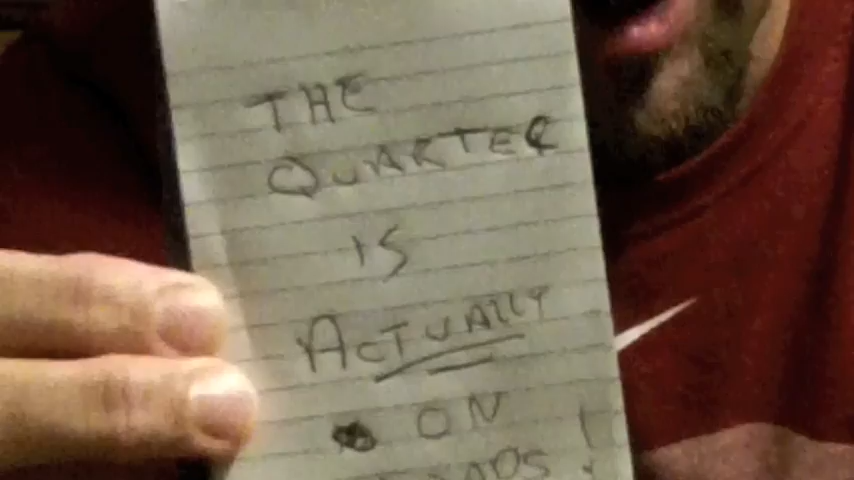 THE
QUARTER
IS
ACTUALLY
ON
!